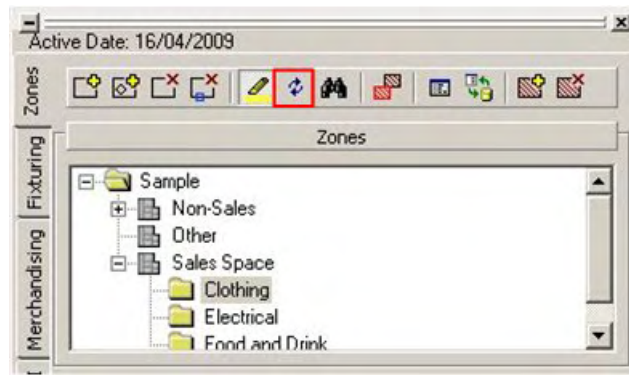 Active Date: 16/04/2009
Zones
Fixturing
Merchandising
Zones
Sample
Non-Sales
Other
Sales Space
Clothing
Electrical
Food and Drink